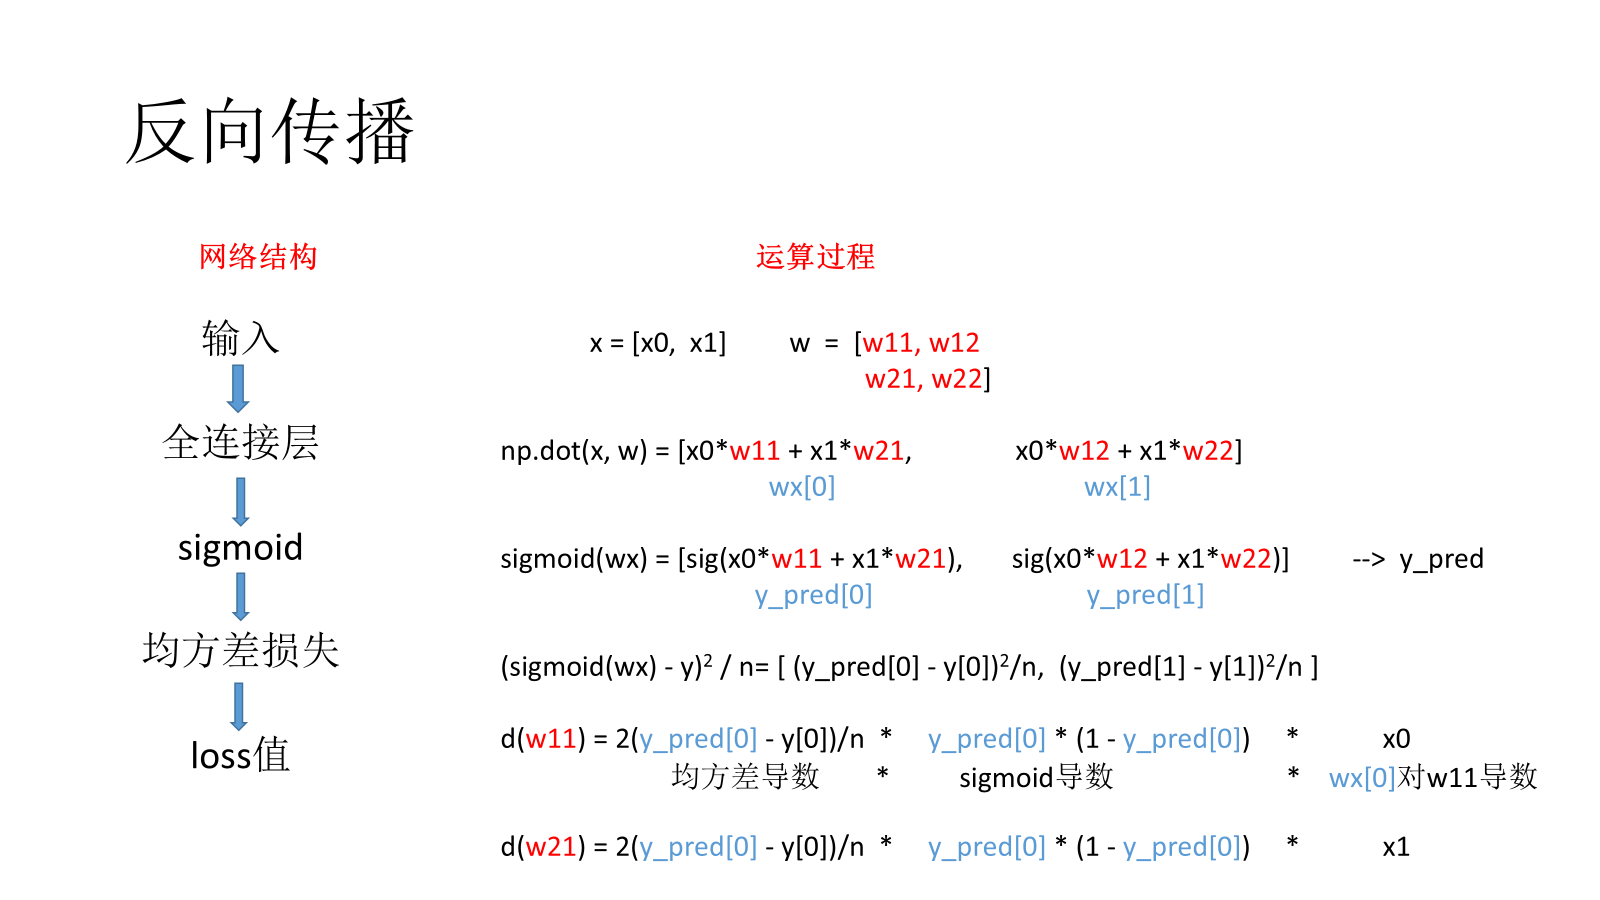 反向传播
网络结构
运算过程
输入
x = [x0, x1] w = [w11, w12
w21, w22]
全连接层
np.dot(x, w) = [x0*w11 + x1*w21, x0*w12 + x1*w22]
wx[0] wx[1]
sigmoid
sigmoid(wx) = [sig(x0*w11 + x1*w21), sig(x0*w12 + x1*w22)] --> y_pred
y_pred[0] y_pred[1]
均方差损失
(sigmoid(wx) - y)² / n= [ (y_pred[0] - y[0])²/n, (y_pred[1] - y[1])²/n ]
loss值
d(w11) = 2(y_pred[0] - y[0])/n * y_pred[0] * (1 - y_pred[0]) * x0
均方差导数 * sigmoid导数 * wx[0]对w11导数
d(w21) = 2(y_pred[0] - y[0])/n * y_pred[0] * (1 - y_pred[0]) * x1